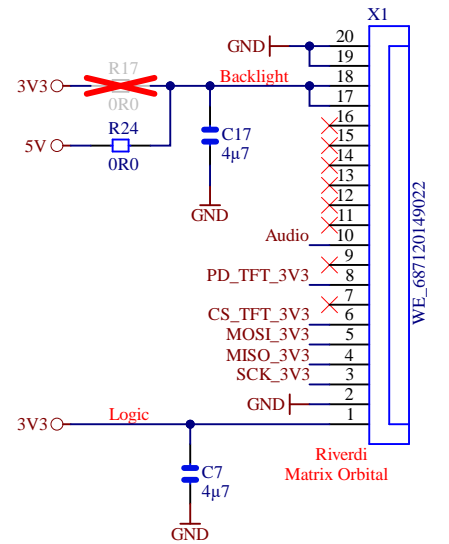 X1
GND
20
19
R17
3V3
0R0
Backlight
18
17
R24
5V
0R0
C17
4µ7
GND
16
15
14
13
12
11
Audio
10
9
PD_TFT_3V3
8
7
CS_TFT_3V3
6
MOSI_3V3
5
MISO_3V3
4
SCK_3V3
3
GND
2
3V3
Logic
1
WE_687120149022
C7
4µ7
GND
Riverdi
Matrix Orbital